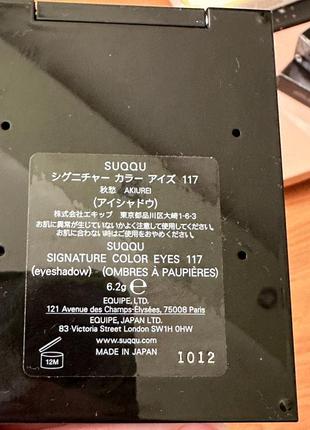 SUQQU
シグニチャー カラー アイズ 117
秋愁 AKIUREI
(アイシャドウ)
株式会社エキップ 東京都品川区大崎1-6-3
お肌に異常が生じていないかよく注意して使用してください。
お肌に合わないときは、ご使用をおやめください。
SUQQU
SIGNATURE COLOR EYES 117
(eyeshadow) (OMBRES À PAUPIÈRES)
6.2g ℮
EQUIPE, LTD.
121 Avenue des Champs-Élysées, 75008 Paris
EQUIPE, JAPAN LTD.
83 Victoria Street London SW1H 0HW
www.suqqu.com
12M
MADE IN JAPAN
1012